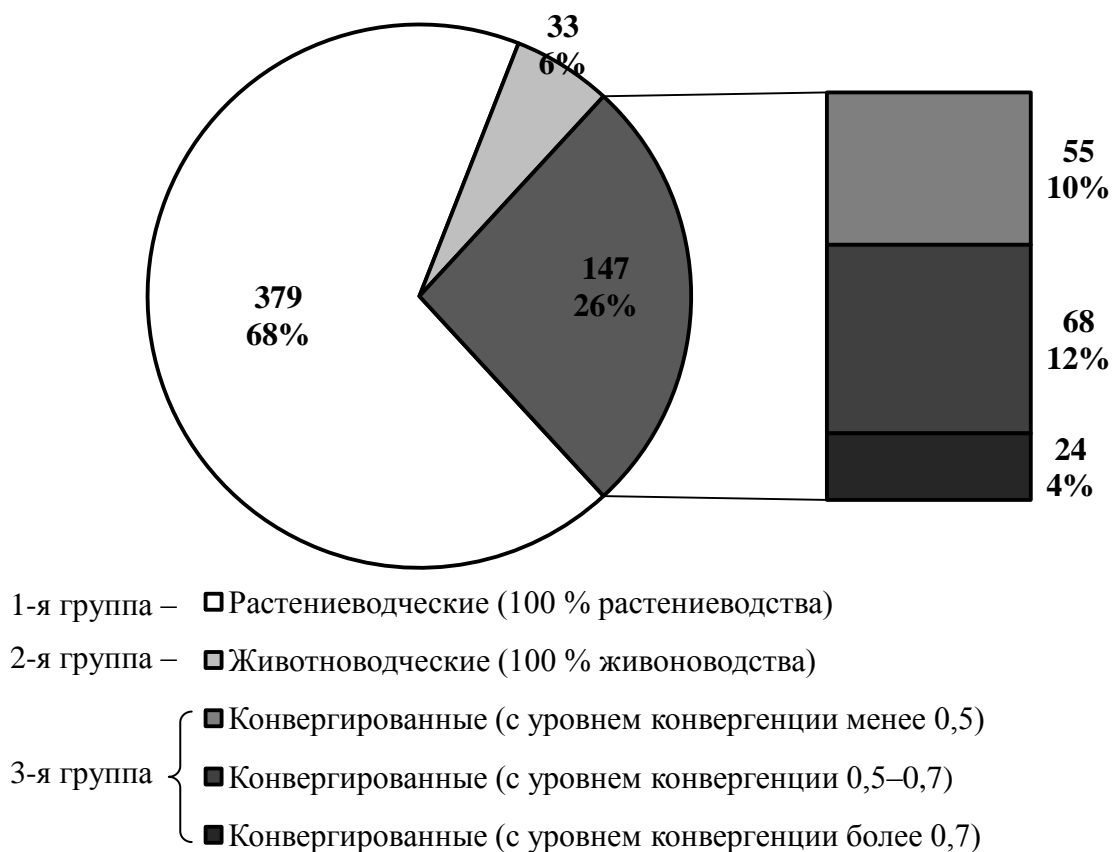 33
6%
55
10%
147
26%
379
68%
68
12%
24
4%
1-я группа – Растениеводческие (100 % растениеводства)
2-я группа – Животноводческие (100 % живоноводства)
Конвергированные (с уровнем конвергенции менее 0,5)
3-я группа Конвергированные (с уровнем конвергенции 0,5–0,7)
Конвергированные (с уровнем конвергенции более 0,7)